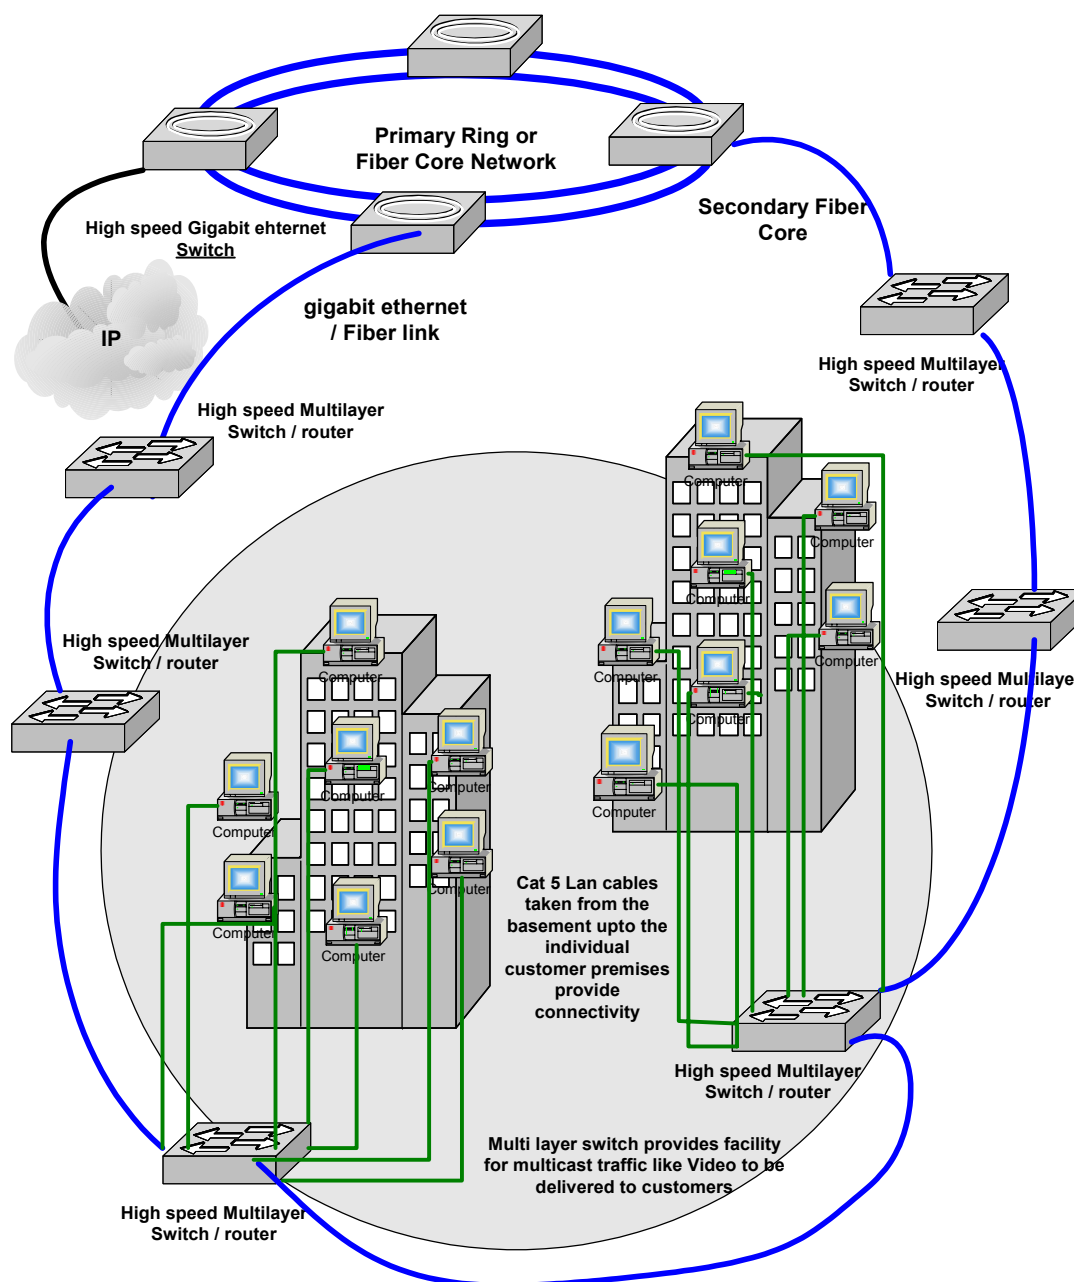 Primary Ring or
Fiber Core Network
High speed Gigabit ehternet
Switch
Secondary Fiber
Core
gigabit ethernet
/ Fiber link
IP
High speed Multilayer
Switch / router
High speed Multilayer
Switch / router
Computer
Computer
Computer
Computer
Computer
Computer
Computer
High speed Multilayer
Switch / router
High speed Multilayer
Switch / router
Computer
Computer
Computer
Computer
Computer
Computer
Computer
Cat 5 Lan cables
taken from the
basement upto the
individual
customer premises
provide
connectivity
High speed Multilayer
Switch / router
Multi layer switch provides facility
for multicast traffic like Video to be
delivered to customers
High speed Multilayer
Switch / router